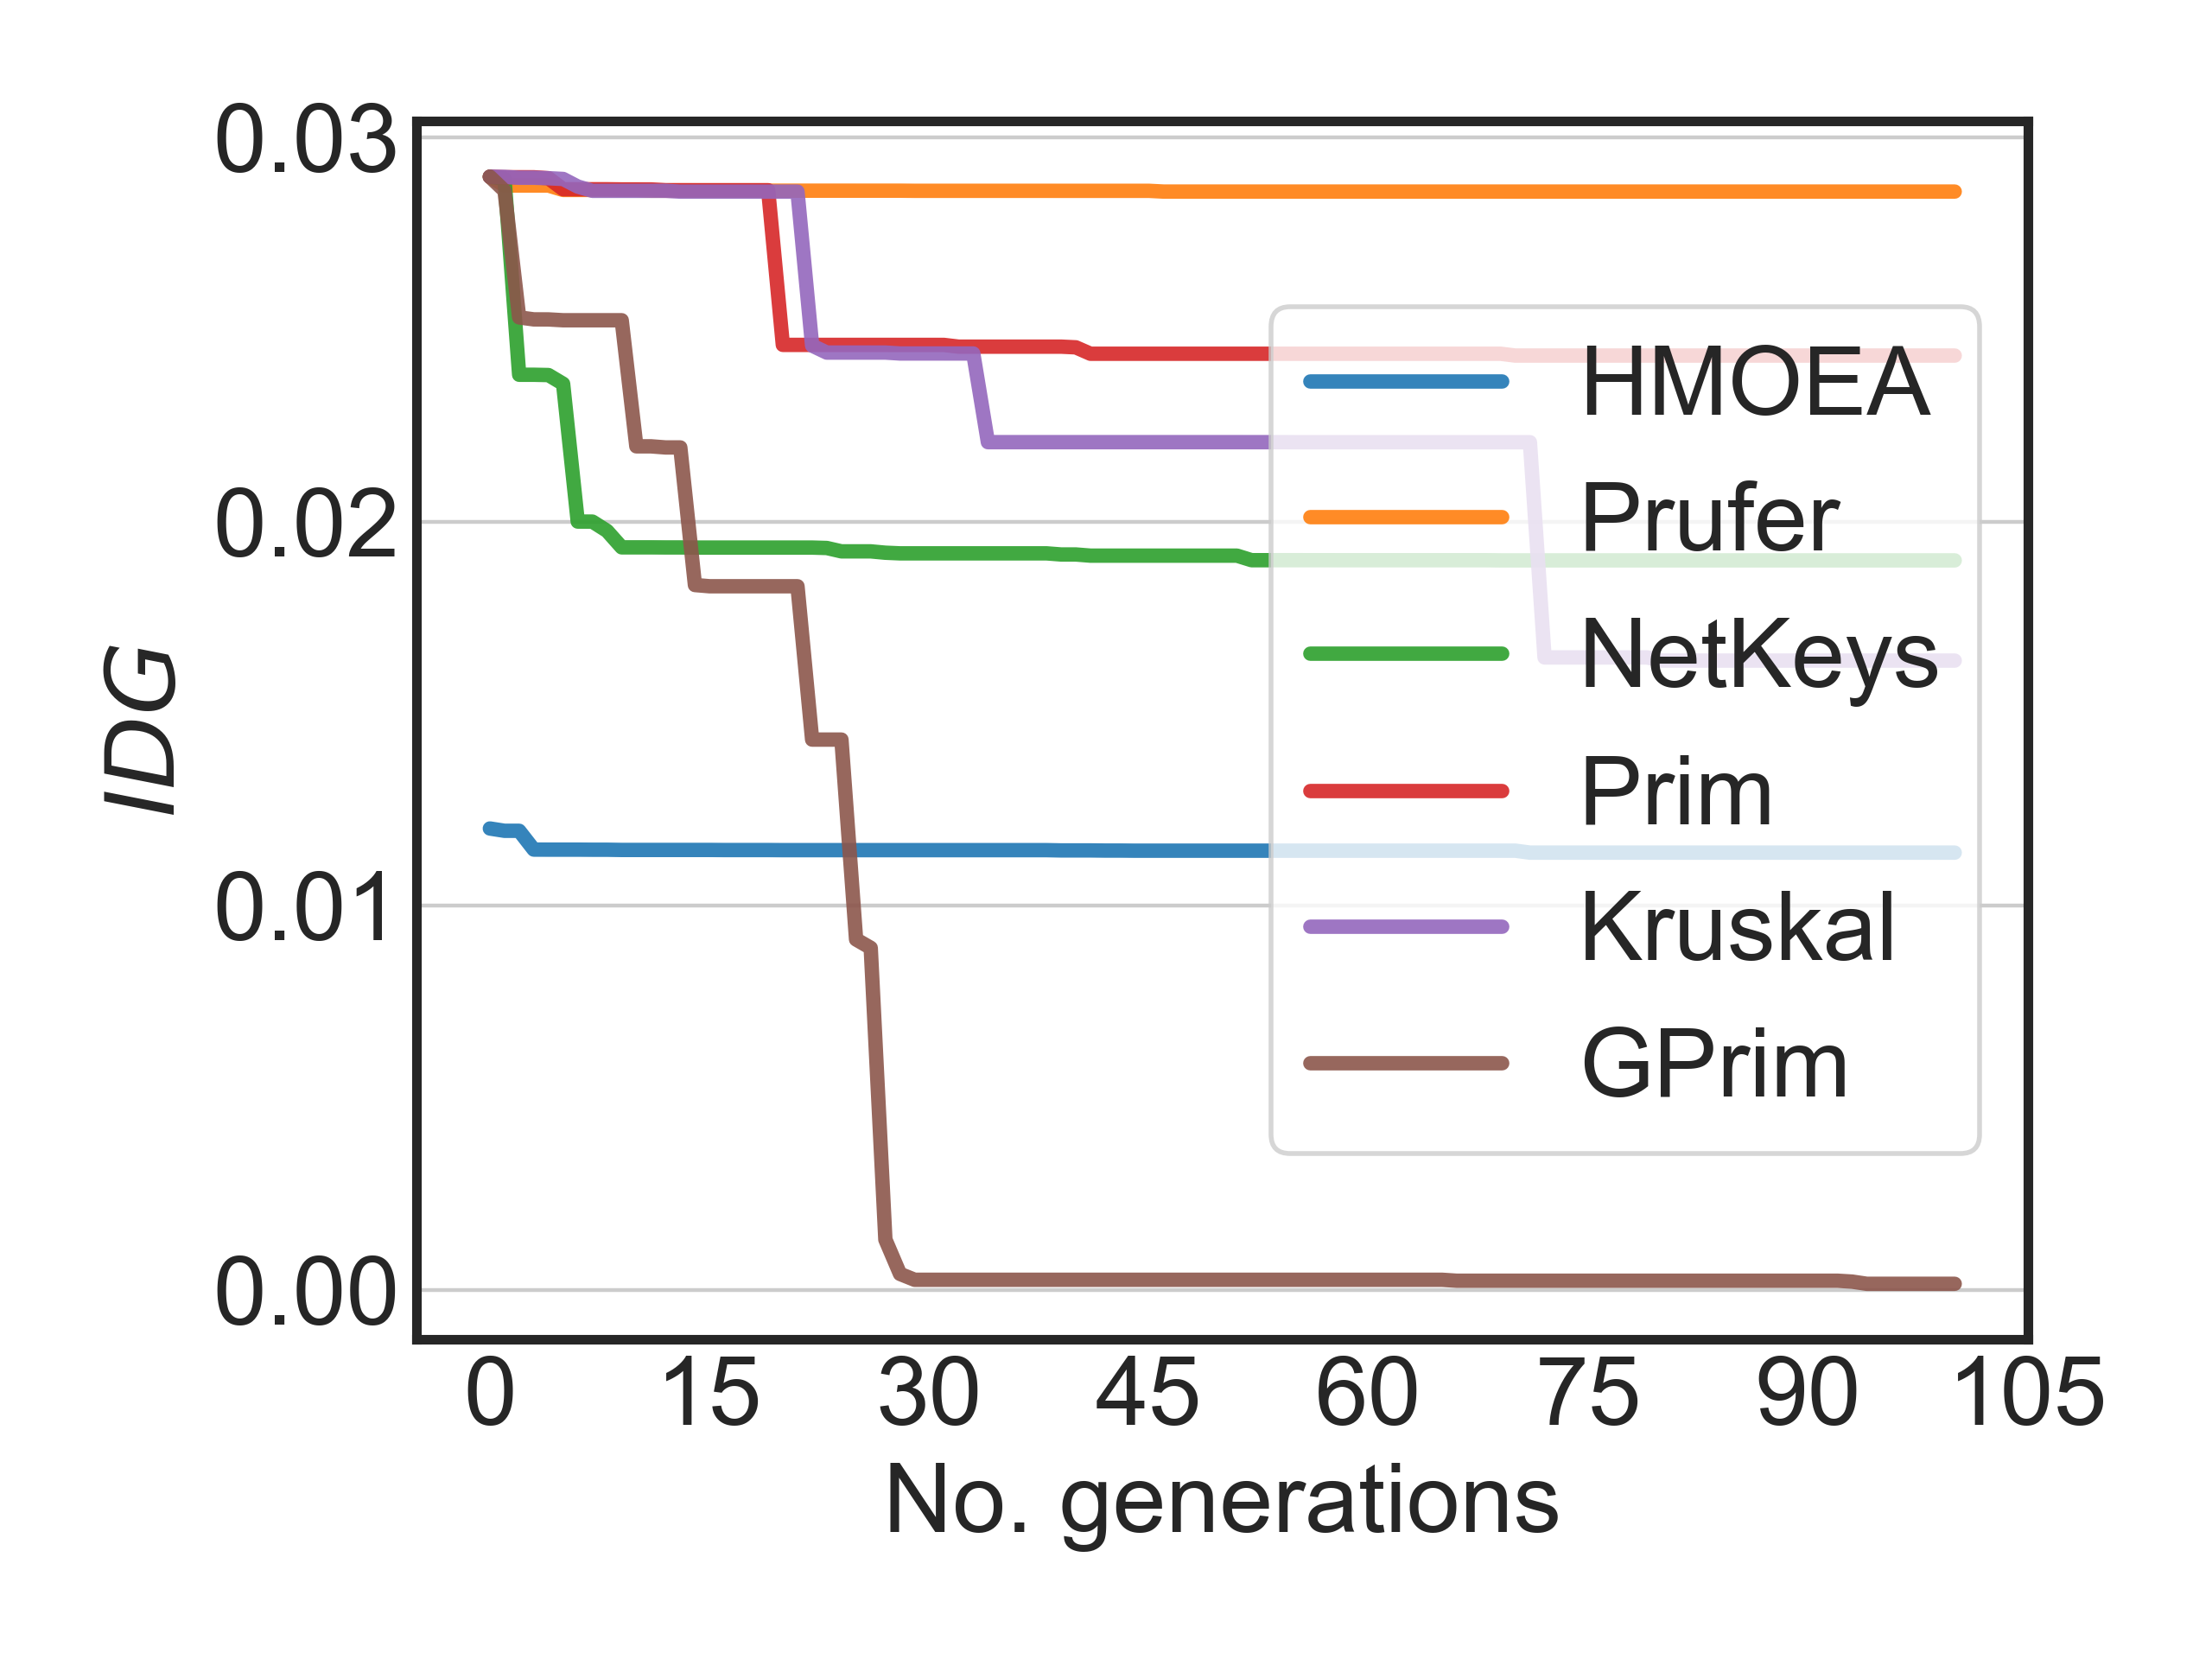 0.03
0.02
0.01
0.00
IDG
0 15 30 45 60 75 90 105
No. generations
HMOEA
Prufer
NetKeys
Prim
Kruskal
GPrim